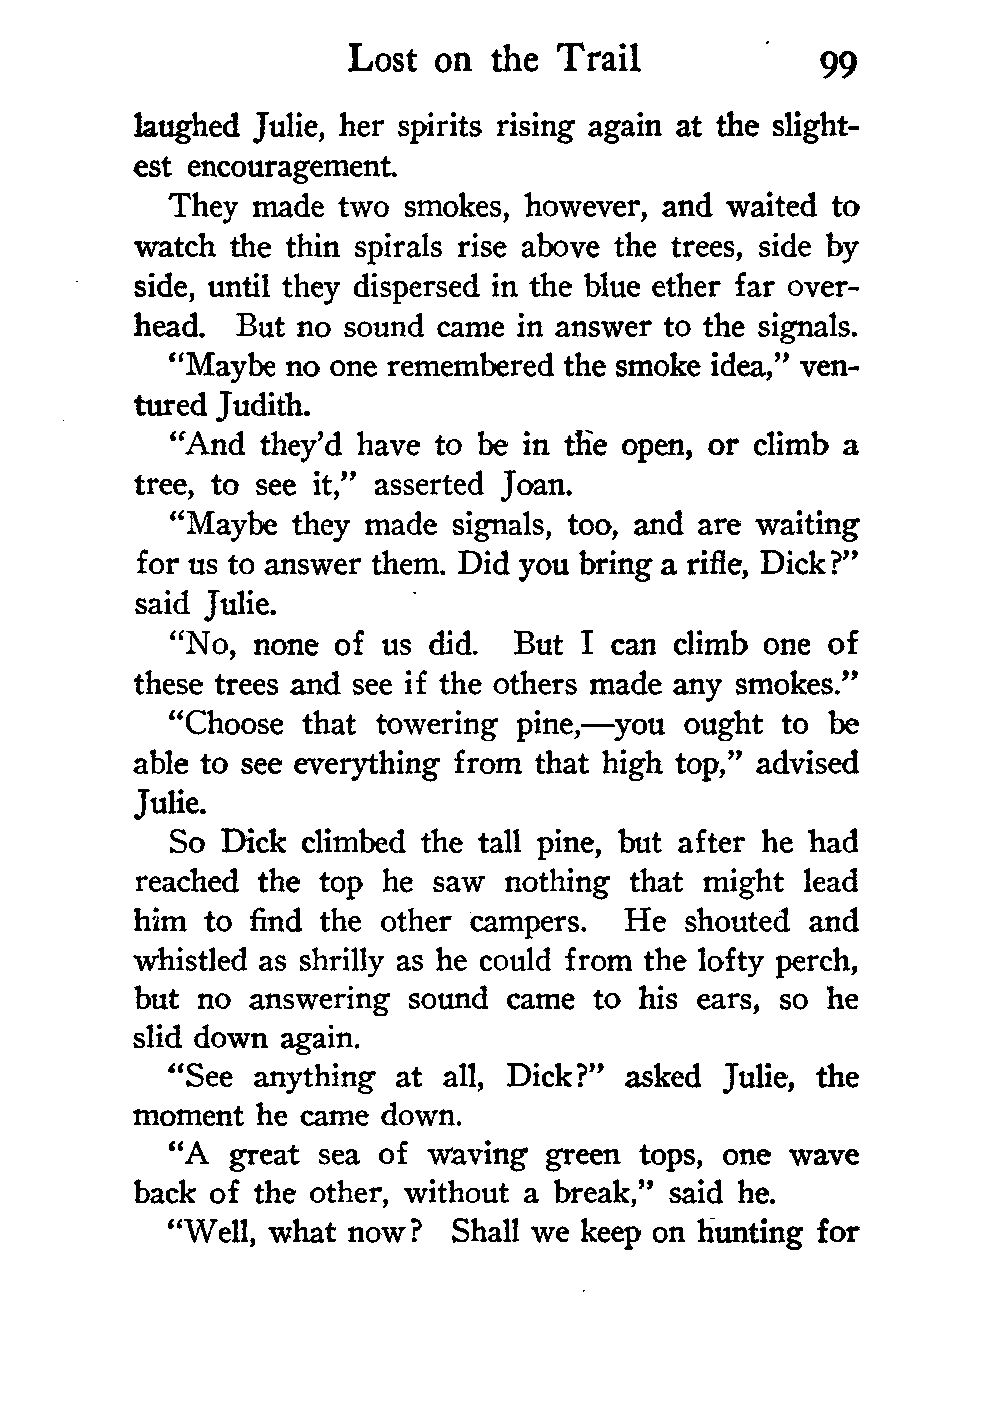 Lost on the Trail 99
laughed Julie, her spirits rising again at the slight-
est encouragement.
They made two smokes, however, and waited to
watch the thin spirals rise above the trees, side by
side, until they dispersed in the blue ether far over-
head. But no sound came in answer to the signals.
“Maybe no one remembered the smoke idea,” ven-
tured Judith.
“And they’d have to be in the open, or climb a
tree, to see it,” asserted Joan.
“Maybe they made signals, too, and are waiting
for us to answer them. Did you bring a rifle, Dick?”
said Julie.
“No, none of us did. But I can climb one of
these trees and see if the others made any smokes.”
“Choose that towering pine,—you ought to be
able to see everything from that high top,” advised
Julie.
So Dick climbed the tall pine, but after he had
reached the top he saw nothing that might lead
him to find the other campers. He shouted and
whistled as shrilly as he could from the lofty perch,
but no answering sound came to his ears, so he
slid down again.
“See anything at all, Dick?” asked Julie, the
moment he came down.
“A great sea of waving green tops, one wave
back of the other, without a break,” said he.
“Well, what now? Shall we keep on hunting for